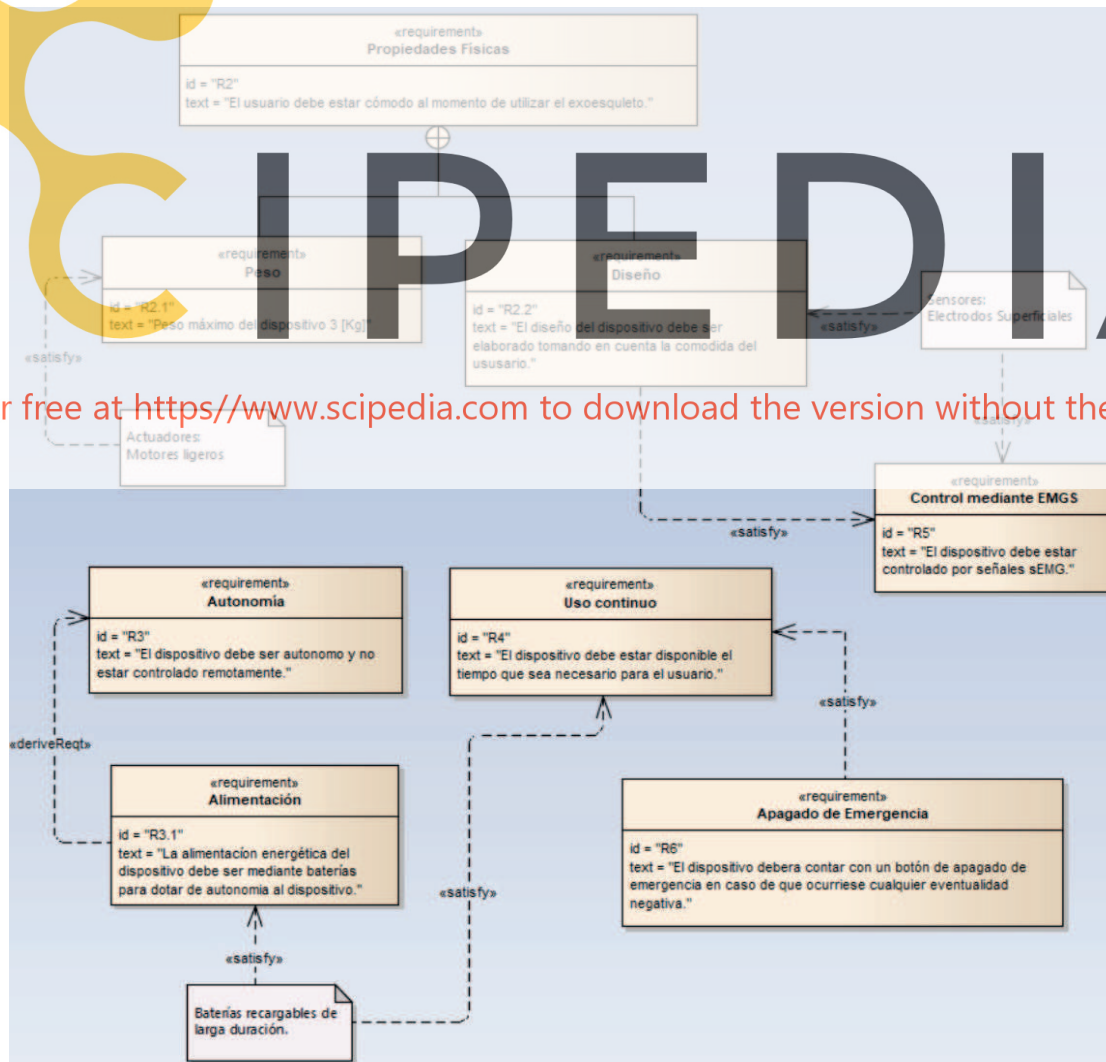 «requirement»
Propiedades Físicas
id = "R2"
text = "El usuario debe estar cómodo al momento de utilizar el exoesquleto."
CIPEDIA
«requirement»
Peso
id = "R2.1"
text = "Peso máximo del dispositivo 3 [Kg]"
«requirement»
Diseño
id = "R2.2"
text = "El diseño del dispositivo debe ser
elaborado tomando en cuenta la comodida del
ususario."
Sensores:
Electrodos Superficiales
«satisfy»
«satisfy»
r free at https//www.scipedia.com to download the version without the
«satisfy»
Actuadores:
Motores ligeros
«requirement»
Control mediante EMGS
id = "R5"
text = "El dispositivo debe estar
controlado por señales sEMG."
«satisfy»
«requirement»
Autonomía
id = "R3"
text = "El dispositivo debe ser autonomo y no
estar controlado remotamente."
«requirement»
Uso continuo
id = "R4"
text = "El dispositivo debe estar disponible el
tiempo que sea necesario para el usuario."
«satisfy»
«deriveReqt»
«requirement»
Alimentación
id = "R3.1"
text = "La alimentacíon energética del
dispositivo debe ser mediante baterías
para dotar de autonomia al dispositivo."
«requirement»
Apagado de Emergencia
id = "R6"
text = "El dispositivo debera contar con un botón de apagado de
emergencia en caso de que ocurriese cualquier eventualidad
negativa."
«satisfy»
«satisfy»
Baterías recargables de
larga duración.